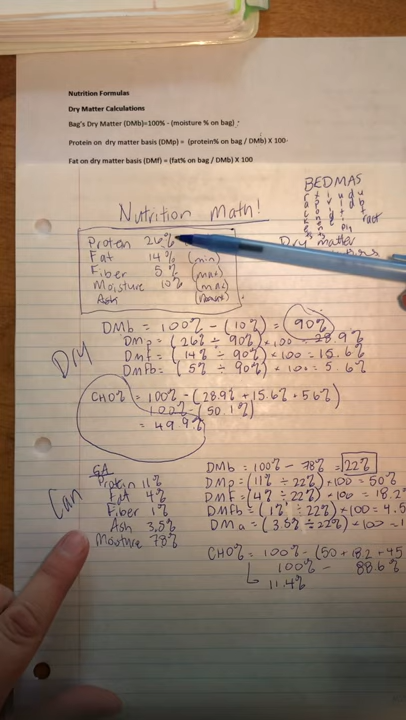 Nutrition Formulas
Dry Matter Calculations
Bag's Dry Matter (DMb)=100% - (moisture % on bag)
Protein on dry matter basis (DMp) = (protein% on bag / DMb) X 100
Fat on dry matter basis (DMf) = (fat% on bag / DMb) X 100
BEDMAS
Nutrition Math!
Dry matter
Protein 26%
Fat 14% (min)
Fiber 5% (max)
Moisture 10% (max)
Ash
Dry
DMb = 100% - (10%) = 90%
DMp = (26% ÷ 90%) × 100 = 28.9%
DMf = (14% ÷ 90%) × 100 = 15.6%
DMFb = (5% ÷ 90%) × 100 = 5.6%
CHO% = 100% - (28.9% + 15.6% + 5.6%)
100% - (50.1%)
= 49.9%
Can
GA
Protein 11%
Fat 4%
Fiber 1%
Ash 3.5%
Moisture 78%
DMb = 100% - 78% = 22%
DMp = (11% ÷ 22%) × 100 = 50%
DMF = (4% ÷ 22%) × 100 = 18.2
DMFb = (1% ÷ 22%) × 100 = 4.5
DMa = (3.5% ÷ 22%) × 100 = 1
CHO% = 100% - (50 + 18.2 + 45
100% - 88.6%
11.4%